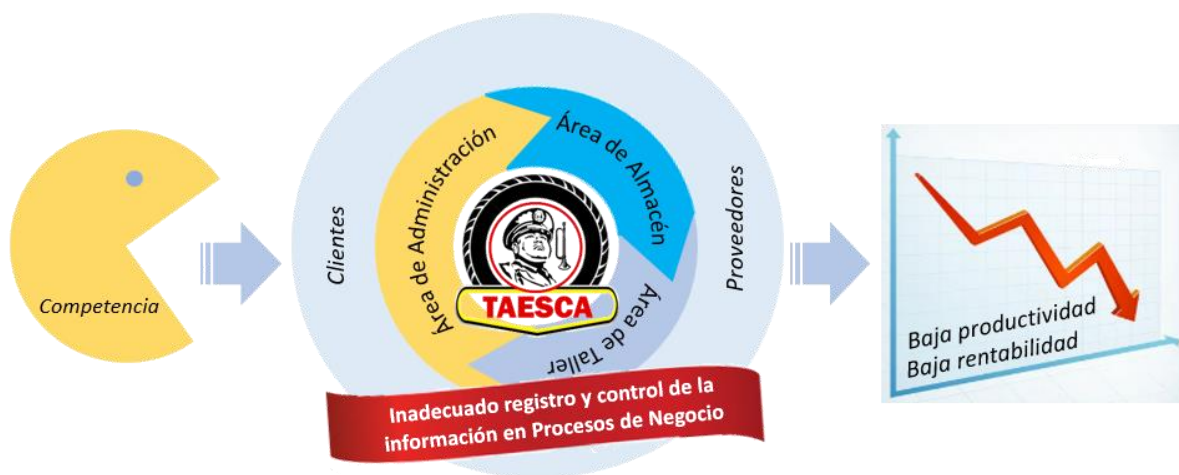 Competencia
Clientes
Área de Administración
Área de Almacén
Área de Taller
Proveedores
TAESCA
Inadecuado registro y control de la
información en Procesos de Negocio
Baja productividad
Baja rentabilidad